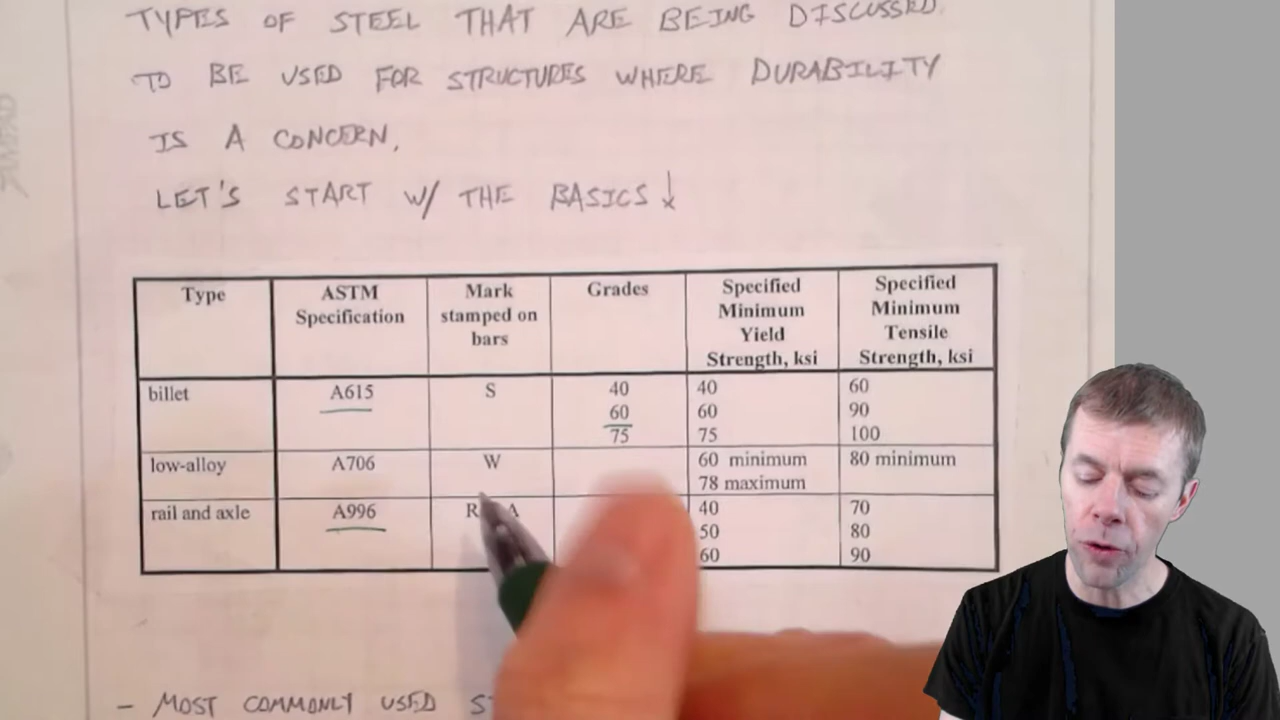 TYPES OF STEEL THAT ARE BEING DISCUSSED
TO BE USED FOR STRUCTURES WHERE DURABILITY
IS A CONCERN.
LET'S START W/ THE BASICS ↓
Type ASTM Specification Mark stamped on bars Grades Specified Minimum Yield Strength, ksi Specified Minimum Tensile Strength, ksi
billet A615 S 40 40 60
60 60 90
75 75 100
low-alloy A706 W 60 minimum 80 minimum
78 maximum
rail and axle A996 R A 40 70
50 80
60 90
- MOST COMMONLY USED